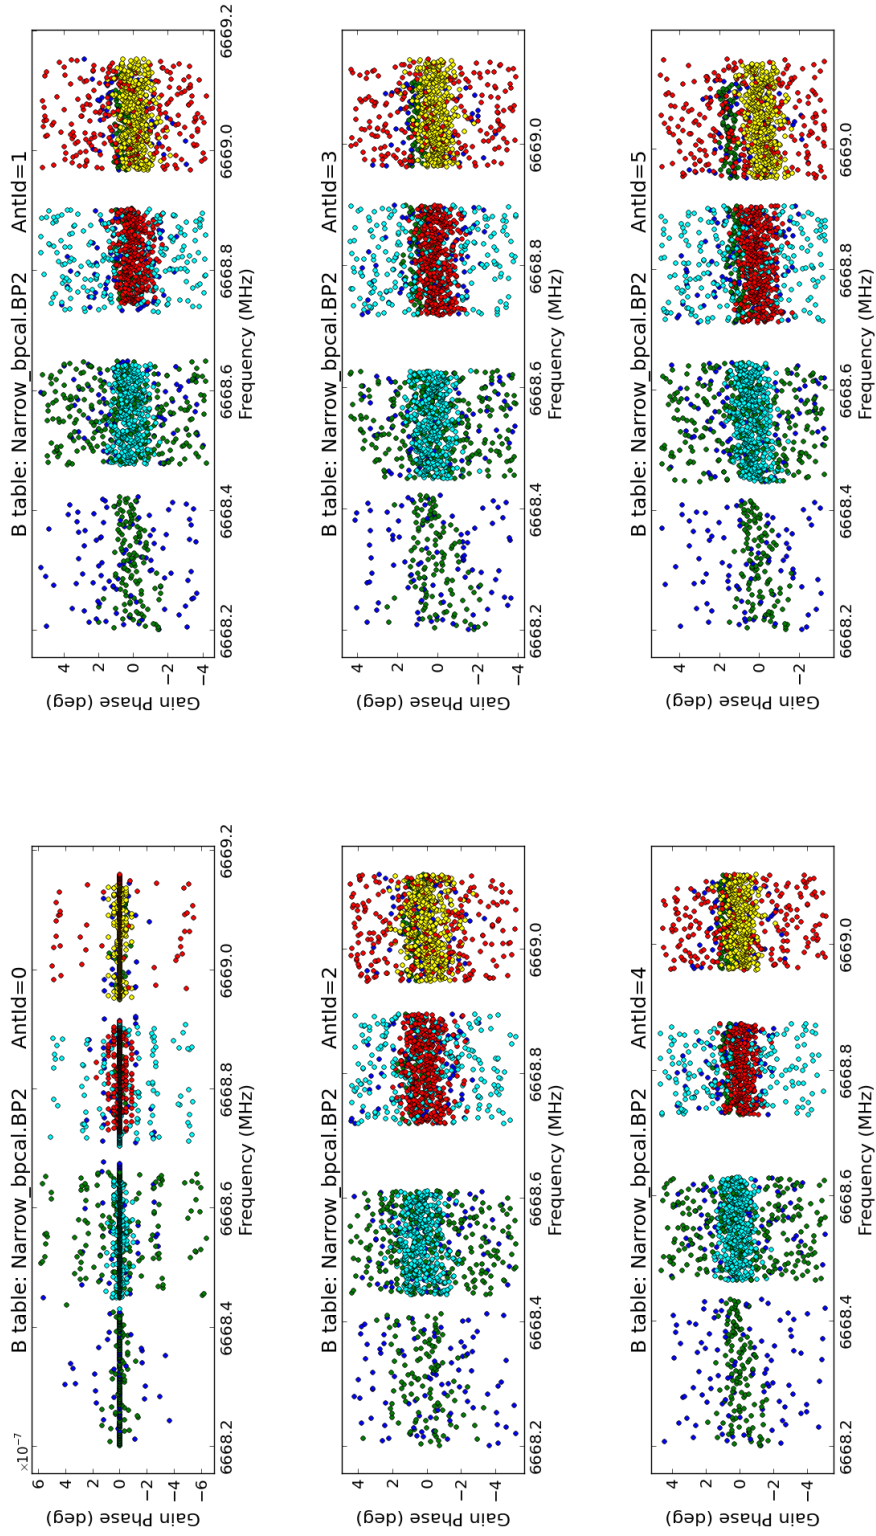 B table: Narrow_bpcal.BP2 AntId=0
×10⁻⁷
6
4
2
0
−2
−4
−6
Gain Phase (deg)
6668.2 6668.4 6668.6 6668.8 6669.0 6669.2
Frequency (MHz)
B table: Narrow_bpcal.BP2 AntId=1
4
2
0
−2
−4
Gain Phase (deg)
6668.2 6668.4 6668.6 6668.8 6669.0 6669.2
Frequency (MHz)
B table: Narrow_bpcal.BP2 AntId=2
4
2
0
−2
−4
Gain Phase (deg)
6668.2 6668.4 6668.6 6668.8 6669.0
Frequency (MHz)
B table: Narrow_bpcal.BP2 AntId=3
4
2
0
−2
−4
Gain Phase (deg)
6668.2 6668.4 6668.6 6668.8 6669.0
Frequency (MHz)
B table: Narrow_bpcal.BP2 AntId=4
4
2
0
−2
−4
Gain Phase (deg)
6668.2 6668.4 6668.6 6668.8 6669.0
Frequency (MHz)
B table: Narrow_bpcal.BP2 AntId=5
4
2
0
−2
Gain Phase (deg)
6668.2 6668.4 6668.6 6668.8 6669.0
Frequency (MHz)